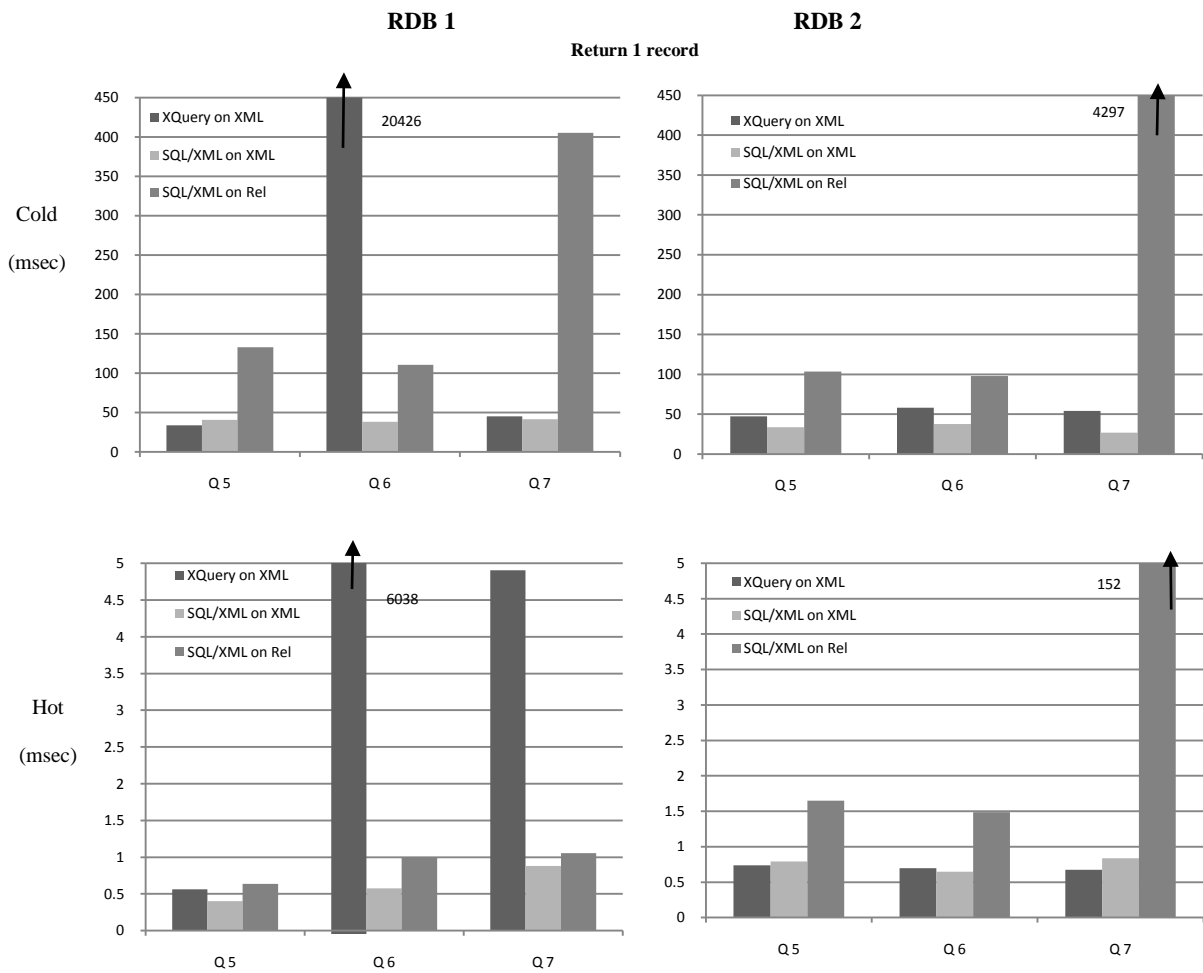 RDB 1
RDB 2
Return 1 record
Cold
(msec)
450
400
350
300
250
200
150
100
50
0
XQuery on XML
SQL/XML on XML
SQL/XML on Rel
20426
Q 5
Q 6
Q 7
450
400
350
300
250
200
150
100
50
0
XQuery on XML
SQL/XML on XML
SQL/XML on Rel
4297
Q 5
Q 6
Q 7
Hot
(msec)
5
4.5
4
3.5
3
2.5
2
1.5
1
0.5
0
XQuery on XML
SQL/XML on XML
SQL/XML on Rel
6038
Q 5
Q 6
Q 7
5
4.5
4
3.5
3
2.5
2
1.5
1
0.5
0
XQuery on XML
SQL/XML on XML
SQL/XML on Rel
152
Q 5
Q 6
Q 7